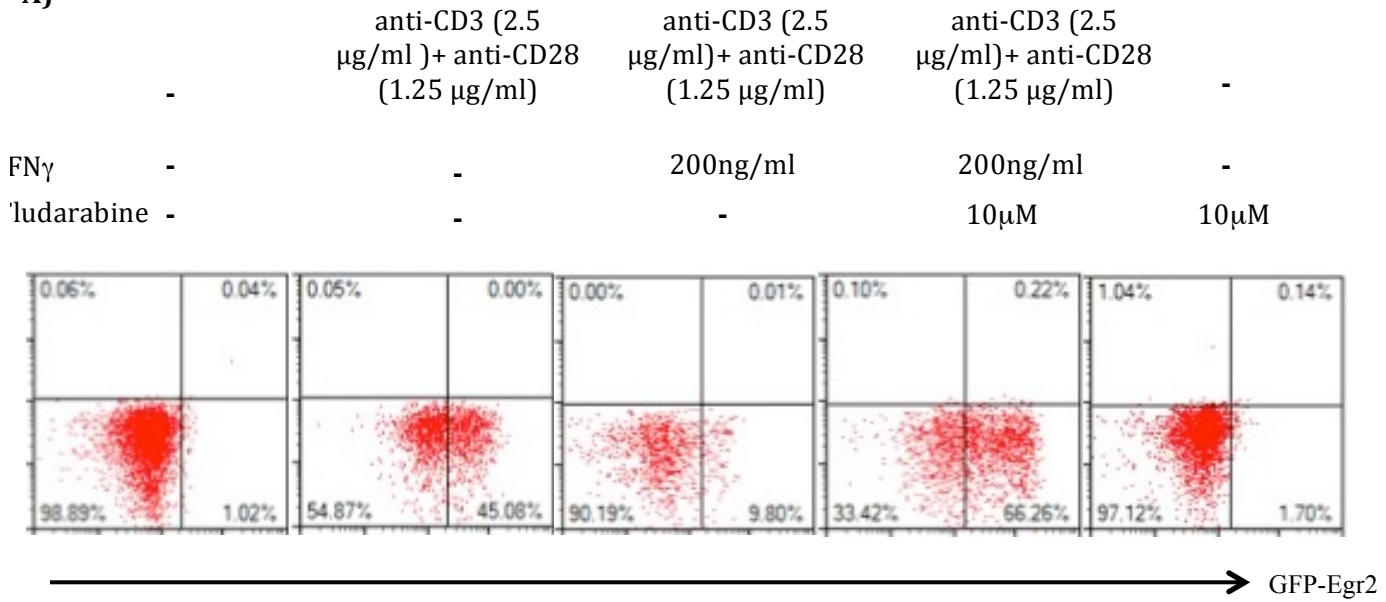 anti-CD3 (2.5 anti-CD3 (2.5 anti-CD3 (2.5
μg/ml )+ anti-CD28 μg/ml)+ anti-CD28 μg/ml)+ anti-CD28
- (1.25 μg/ml) (1.25 μg/ml) (1.25 μg/ml) -
FNγ - - 200ng/ml 200ng/ml -
ludarabine - - - 10μM 10μM
0.06% 0.04% 0.05% 0.00% 0.00% 0.01% 0.10% 0.22% 1.04% 0.14%
98.89% 1.02% 54.87% 45.08% 90.19% 9.80% 33.42% 66.26% 97.12% 1.70%
GFP-Egr2